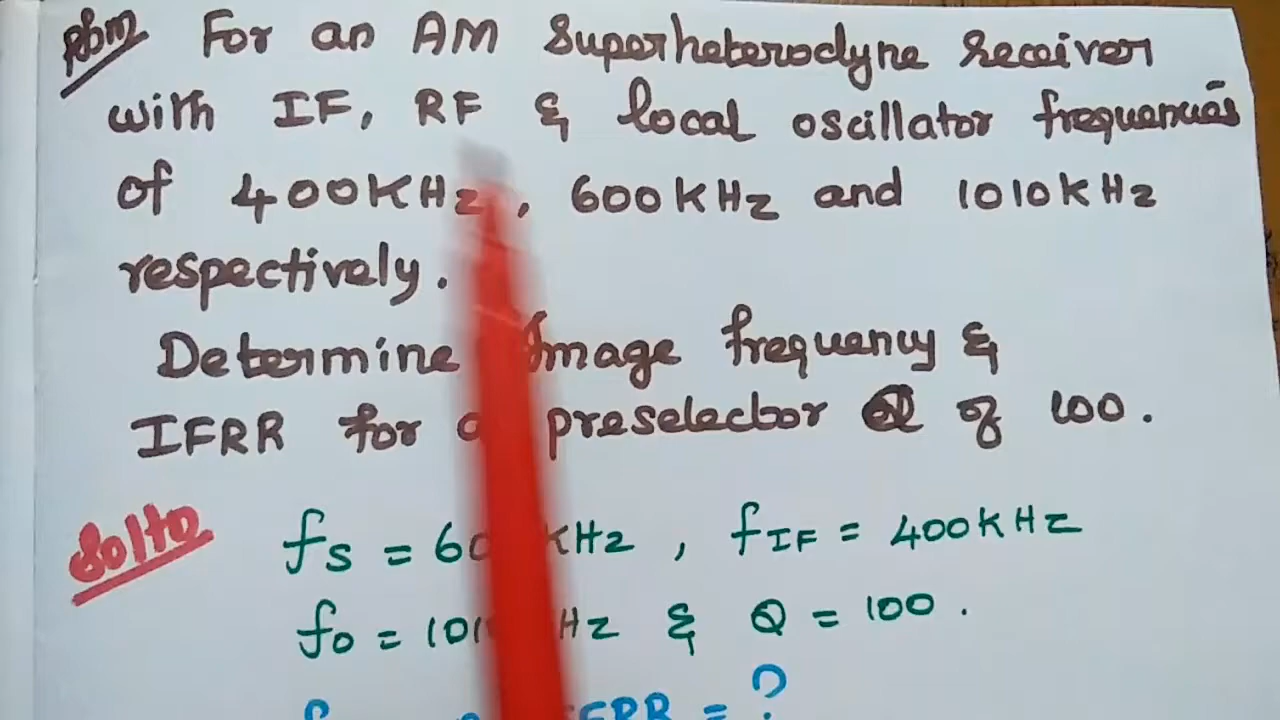 Pbm For an AM Superheterodyne receiver
with IF, RF & local oscillator frequencies
of 400KHz, 600KHz and 1010KHz
respectively.
Determine Image frequency &
IFRR for preselector Q of 100.
Soltn fs = KHz, fIF = 400KHz
fo = Hz & Q = 100.
= ?